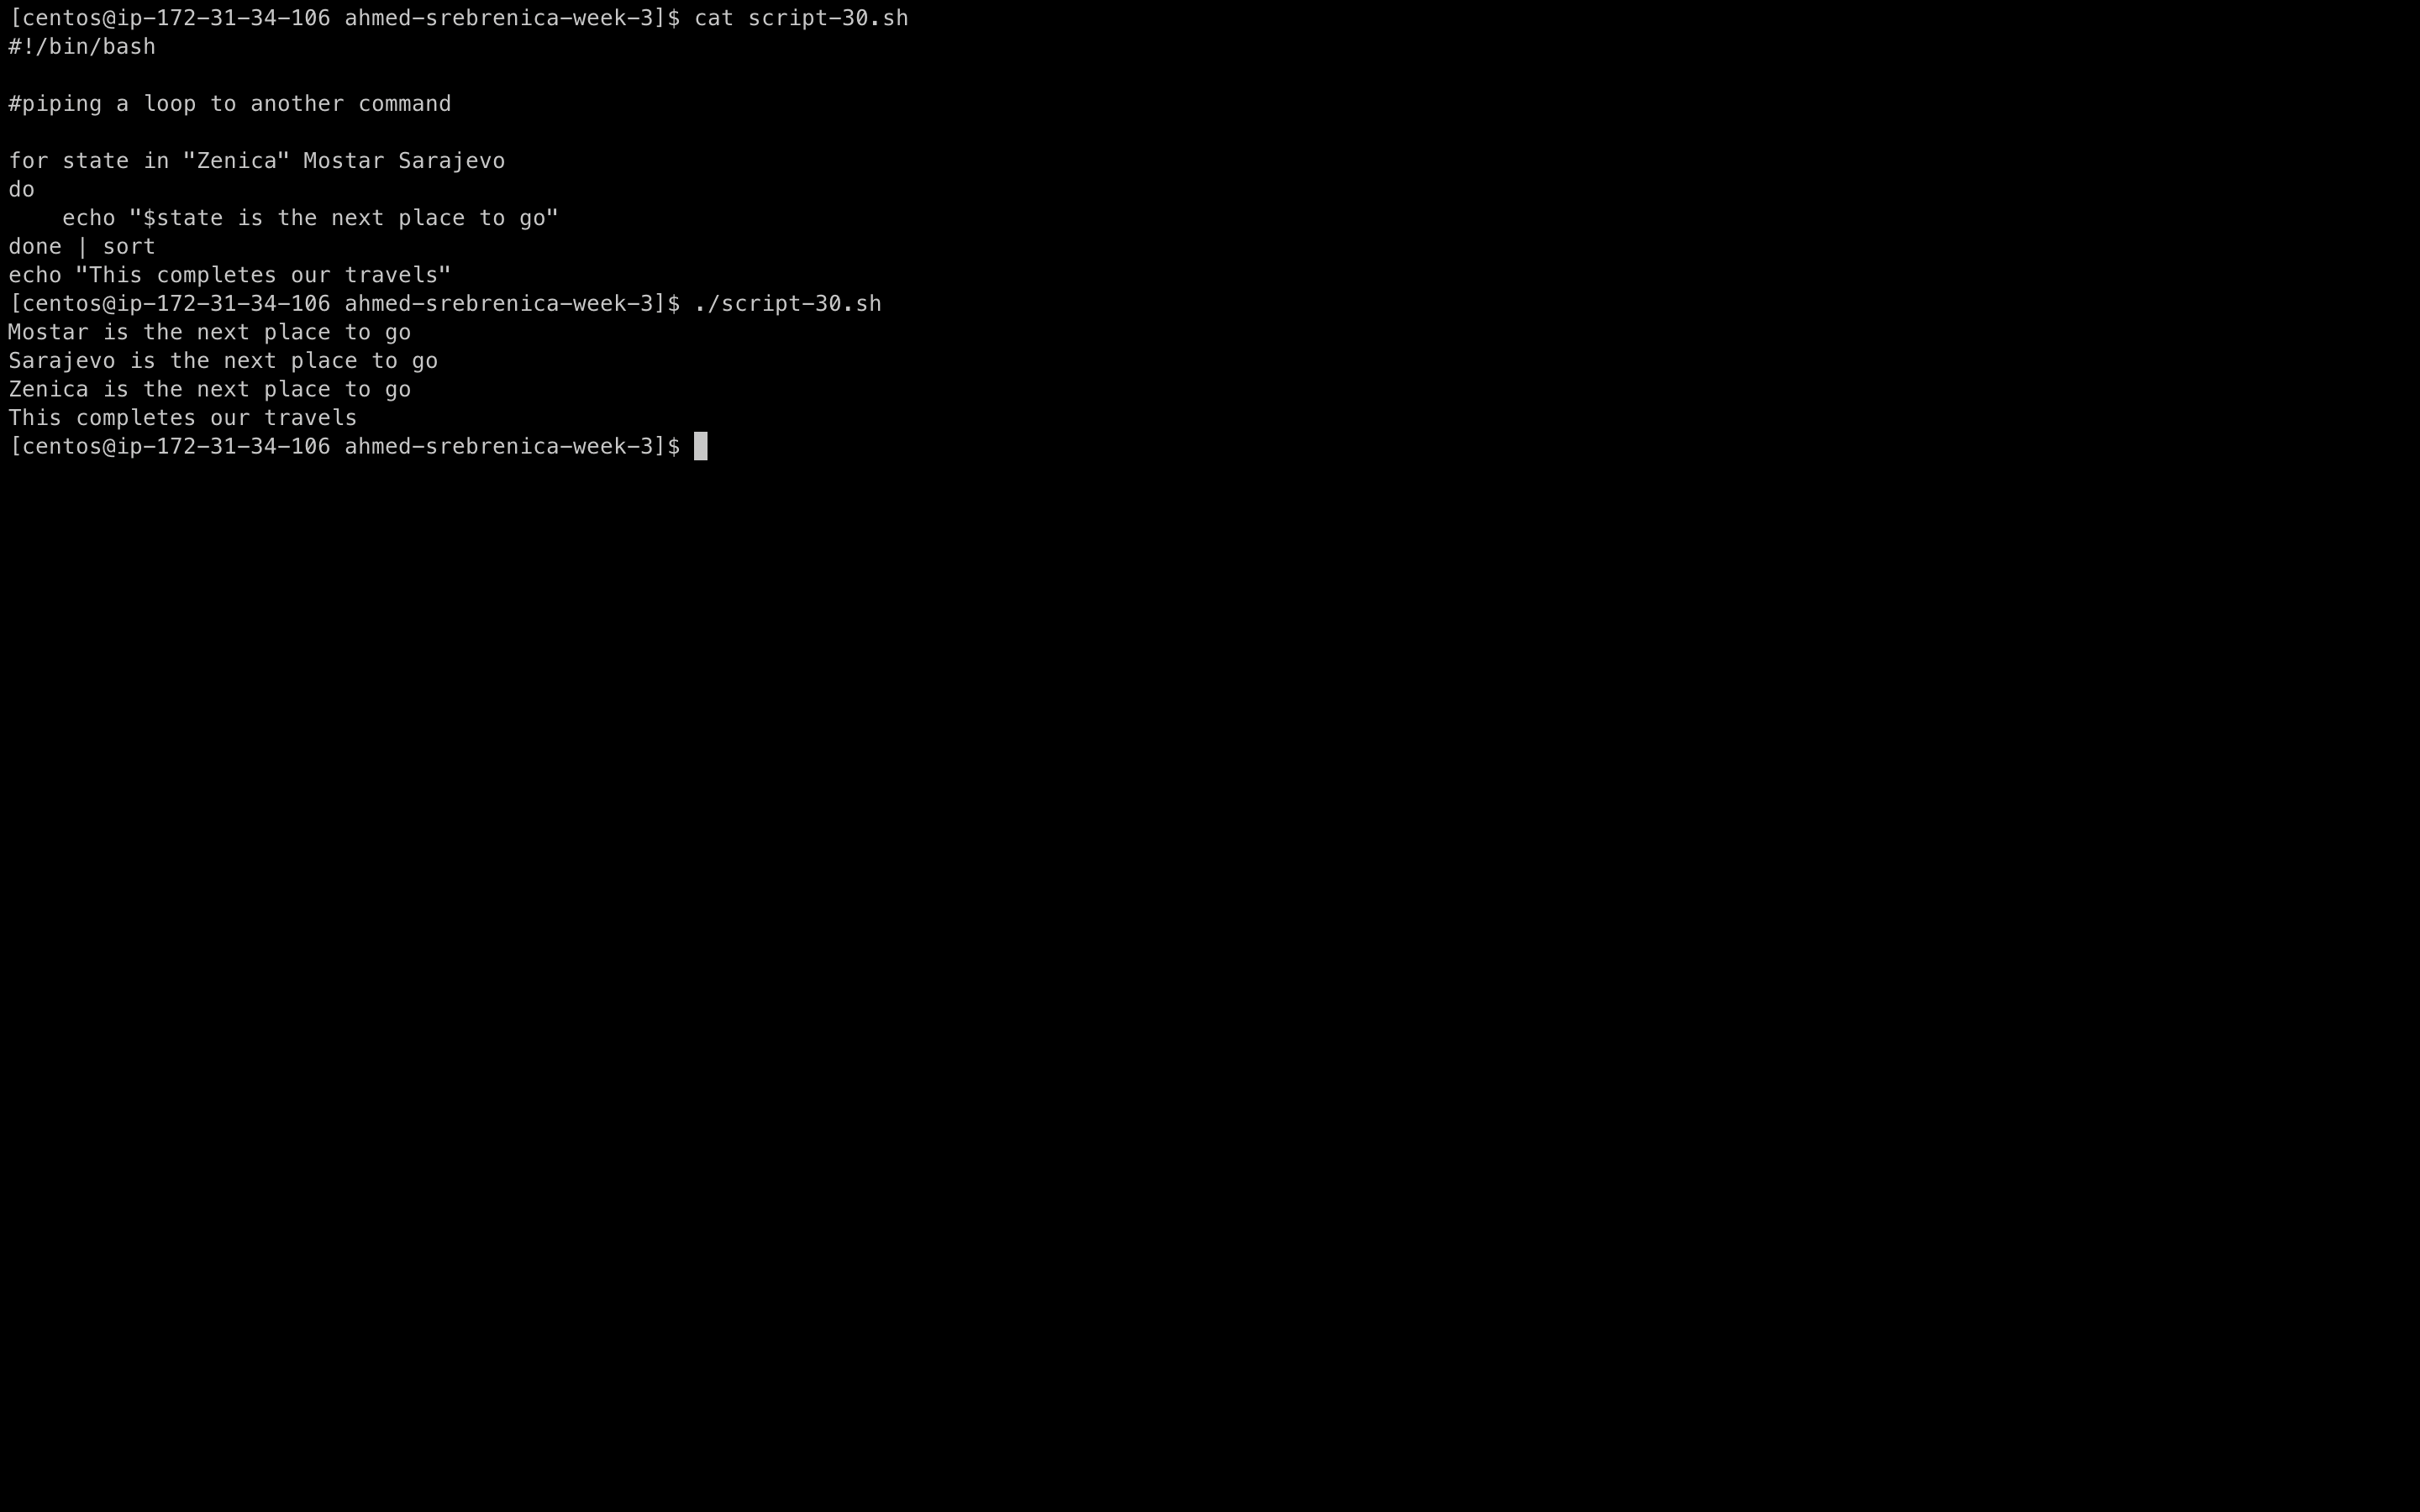 [centos@ip-172-31-34-106 ahmed-srebrenica-week-3]$ cat script-30.sh
#!/bin/bash
#piping a loop to another command
for state in "Zenica" Mostar Sarajevo
do
    echo "$state is the next place to go"
done | sort
echo "This completes our travels"
[centos@ip-172-31-34-106 ahmed-srebrenica-week-3]$ ./script-30.sh
Mostar is the next place to go
Sarajevo is the next place to go
Zenica is the next place to go
This completes our travels
[centos@ip-172-31-34-106 ahmed-srebrenica-week-3]$